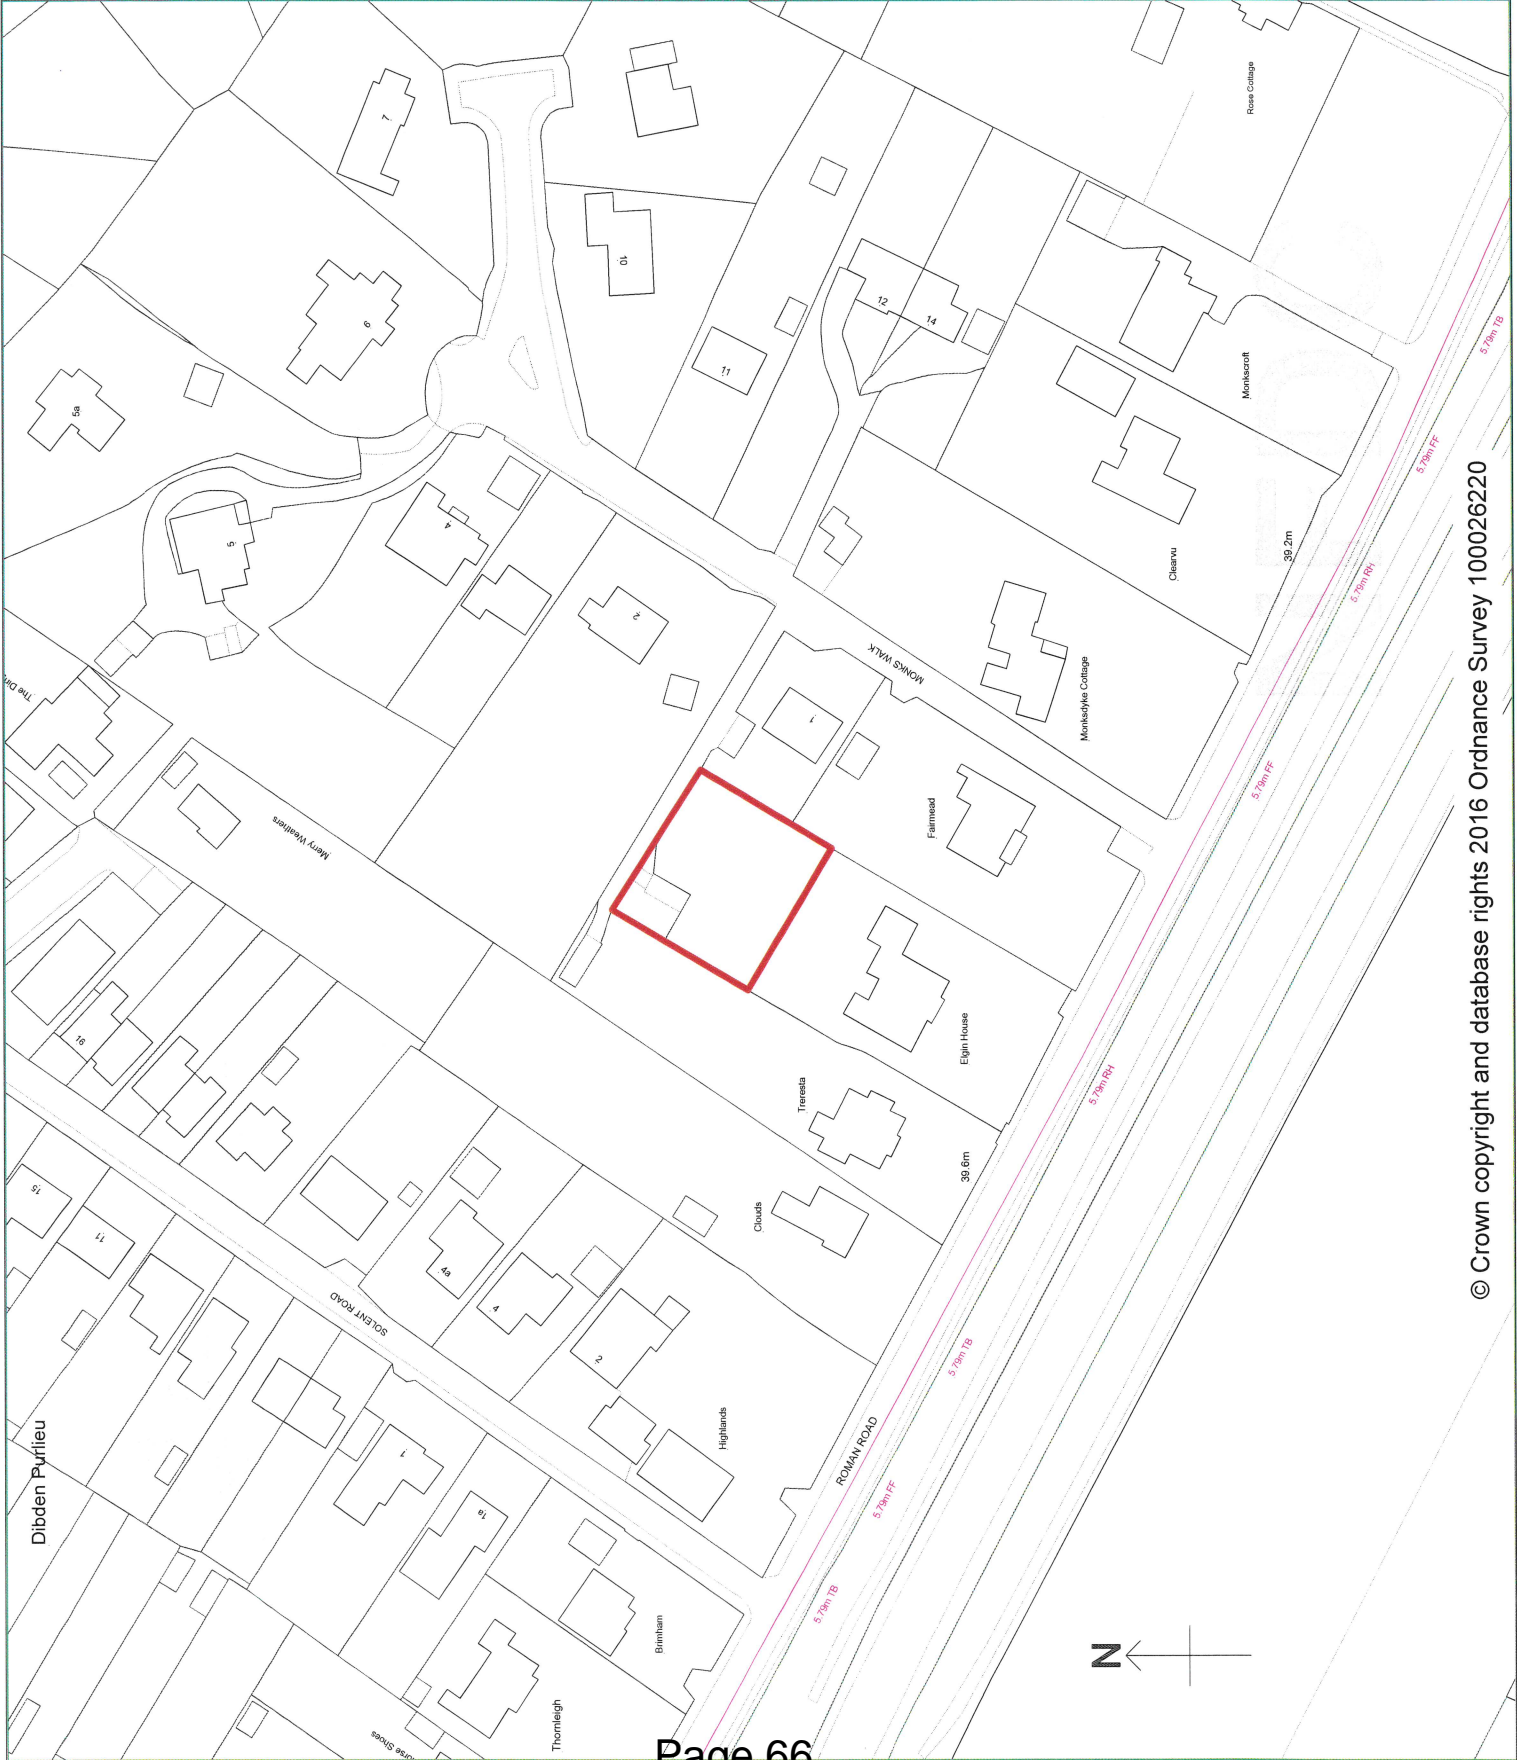 Rose Cottage
7
10
6
12
14
11
5a
Monkscroft
5.79m TB
5.79m FF
4
5
39.2m
Clearvu
5.79m RH
2
MONKS WALK
Monksdyke Cottage
1
Fairmead
5.79m FF
Merry Weathers
16
Elgin House
Treresta
5.79m RH
39.6m
Clouds
15
11
4a
4
SOLENT ROAD
2
5.79m TB
Highlands
ROMAN ROAD
1
5.79m FF
1a
Dibden Purlieu
Brimham
5.79m TB
Thornleigh
orse Shoes
N
© Crown copyright and database rights 2016 Ordnance Survey 100026220
Page 66